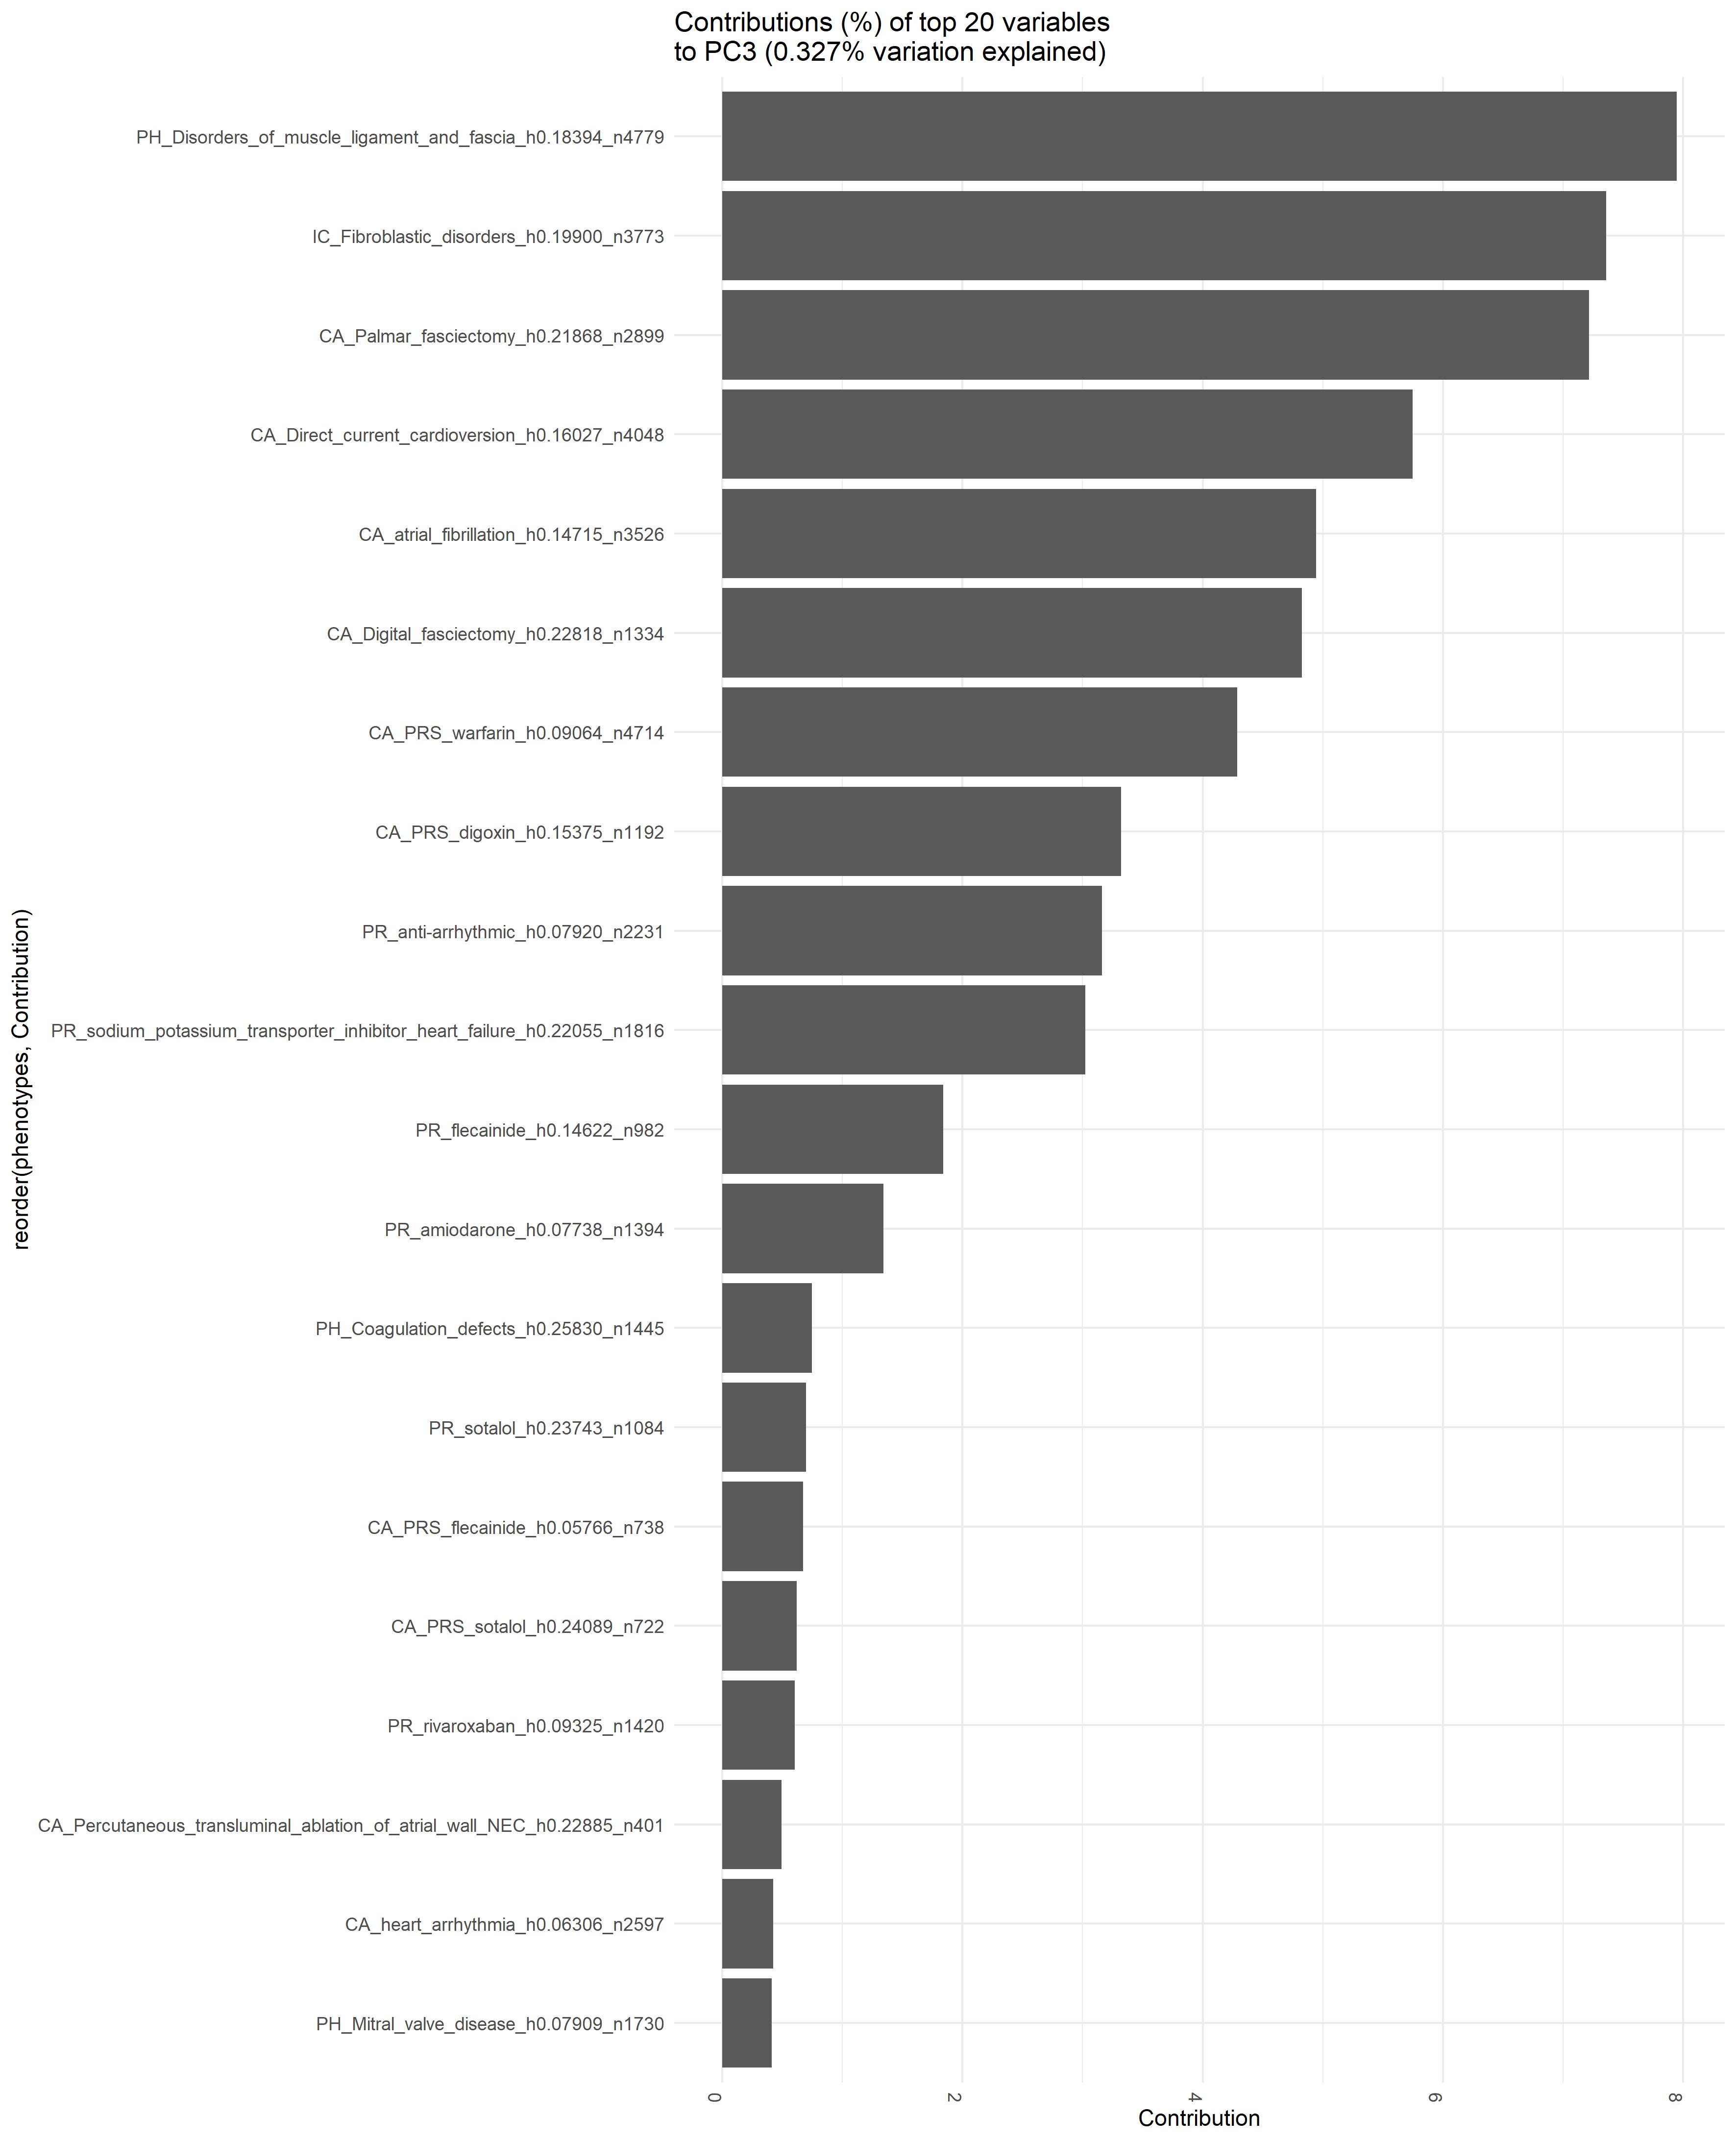 Contributions (%) of top 20 variables
to PC3 (0.327% variation explained)
PH_Disorders_of_muscle_ligament_and_fascia_h0.18394_n4779
IC_Fibroblastic_disorders_h0.19900_n3773
CA_Palmar_fasciectomy_h0.21868_n2899
CA_Direct_current_cardioversion_h0.16027_n4048
CA_atrial_fibrillation_h0.14715_n3526
CA_Digital_fasciectomy_h0.22818_n1334
CA_PRS_warfarin_h0.09064_n4714
CA_PRS_digoxin_h0.15375_n1192
PR_anti-arrhythmic_h0.07920_n2231
PR_sodium_potassium_transporter_inhibitor_heart_failure_h0.22055_n1816
PR_flecainide_h0.14622_n982
PR_amiodarone_h0.07738_n1394
PH_Coagulation_defects_h0.25830_n1445
PR_sotalol_h0.23743_n1084
CA_PRS_flecainide_h0.05766_n738
CA_PRS_sotalol_h0.24089_n722
PR_rivaroxaban_h0.09325_n1420
CA_Percutaneous_transluminal_ablation_of_atrial_wall_NEC_h0.22885_n401
CA_heart_arrhythmia_h0.06306_n2597
PH_Mitral_valve_disease_h0.07909_n1730
reorder(phenotypes, Contribution)
0 2 4 6 8
Contribution